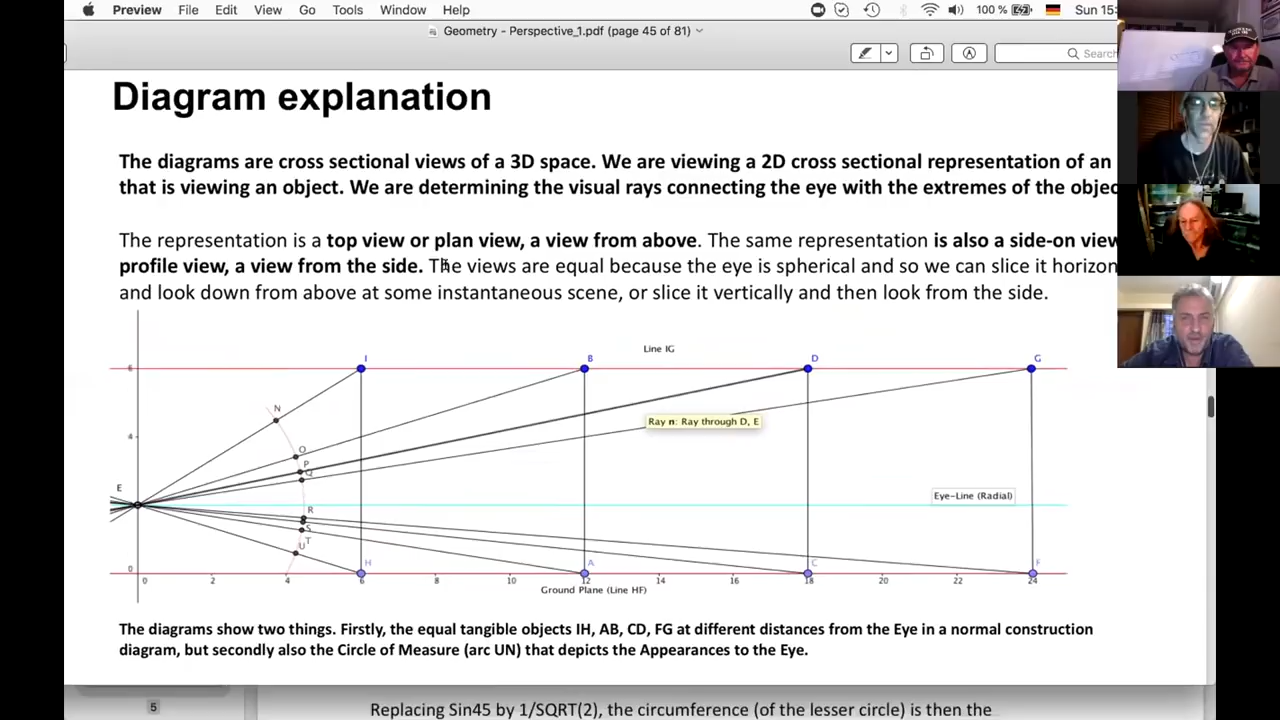 Preview File Edit View Go Tools Window Help 100 % Sun 15:
Geometry - Perspective_1.pdf (page 45 of 81)
Search
Diagram explanation
The diagrams are cross sectional views of a 3D space. We are viewing a 2D cross sectional representation of an
that is viewing an object. We are determining the visual rays connecting the eye with the extremes of the objec
The representation is a top view or plan view, a view from above. The same representation is also a side-on view
profile view, a view from the side. The views are equal because the eye is spherical and so we can slice it horizon
and look down from above at some instantaneous scene, or slice it vertically and then look from the side.
Line IG
I B D G
6
N
Ray n: Ray through D, E
4
O
P
Q
E
Eye-Line (Radial)
R
S
T
U
H A C F
0
0 2 4 6 8 10 12 14 16 18 20 22 24
Ground Plane (Line HF)
The diagrams show two things. Firstly, the equal tangible objects IH, AB, CD, FG at different distances from the Eye in a normal construction
diagram, but secondly also the Circle of Measure (arc UN) that depicts the Appearances to the Eye.
5
Replacing Sin45 by 1/SQRT(2), the circumference (of the lesser circle) is then the